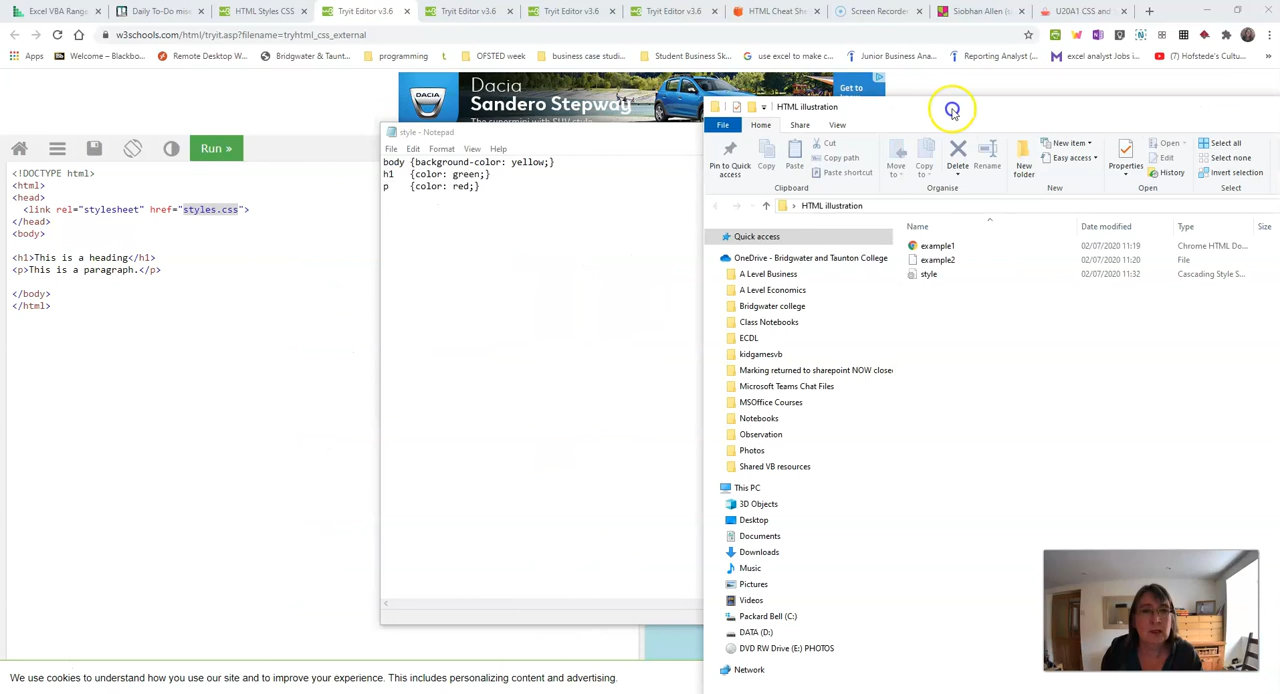 Excel VBA Rang
Daily To-Do mise
HTML Styles CSS
Tryit Editor v3.6
Tryit Editor v3.6
Tryit Editor v3.6
Tryit Editor v3.6
HTML Cheat She
Screen Recorder
Siobhan Allen (s
U20A1 CSS and
w3schools.com/html/tryit.asp?filename=tryhtml_css_external
Apps
Welcome – Blackbo...
Remote Desktop W...
Bridgwater & Taunt...
programming
t
OFSTED week
business case studi...
Student Business Sk...
use excel to make c...
Junior Business Ana...
Reporting Analyst (...
excel analyst Jobs i...
Hofstede's Cultu...
Dacia
Sandero Stepway
The supermini with SUV style
Get to
DACIA
Run »
<!DOCTYPE html>
<html>
<head>
<link rel="stylesheet" href="styles.css">
</head>
<body>
<h1>This is a heading</h1>
<p>This is a paragraph.</p>
</body>
</html>
style - Notepad
File Edit Format View Help
body {background-color: yellow;}
h1 {color: green;}
p {color: red;}
HTML illustration
File Home Share View
Pin to Quick access
Copy
Paste
Cut
Copy path
Paste shortcut
Clipboard
Move to
Copy to
Delete
Rename
Organise
New folder
New item
Easy access
New
Properties
Open
Edit
History
Open
Select all
Select none
Invert selection
Select
HTML illustration
Name Date modified Type Size
example1 02/07/2020 11:19 Chrome HTML Do...
example2 02/07/2020 11:20 File
style 02/07/2020 11:32 Cascading Style S...
Quick access
OneDrive - Bridgwater and Taunton College
A Level Business
A Level Economics
Bridgwater college
Class Notebooks
ECDL
kidgamesvb
Marking returned to sharepoint NOW close
Microsoft Teams Chat Files
MSOffice Courses
Notebooks
Observation
Photos
Shared VB resources
This PC
3D Objects
Desktop
Documents
Downloads
Music
Pictures
Videos
Packard Bell (C:)
DATA (D:)
DVD RW Drive (E:) PHOTOS
Network
We use cookies to understand how you use our site and to improve your experience. This includes personalizing content and advertising.